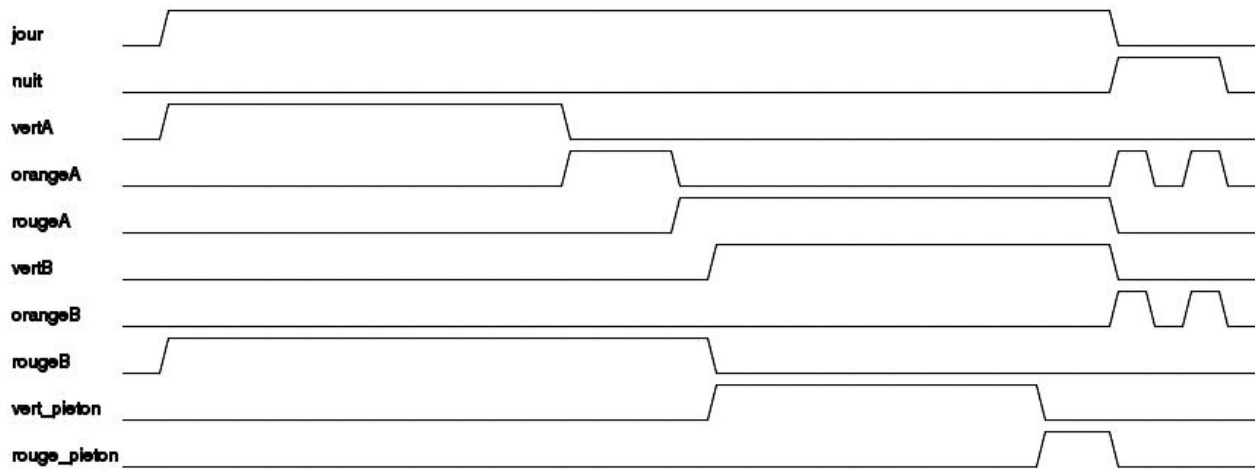 jour
nuit
vertA
orangeA
rougeA
vertB
orangeB
rougeB
vert_pieton
rouge_pieton